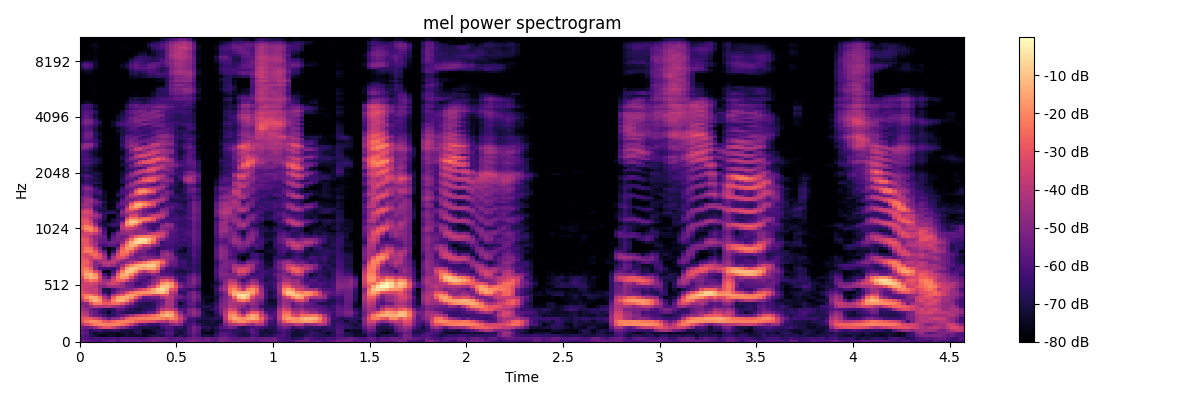 mel power spectrogram
Hz
8192
4096
2048
1024
512
0
0 0.5 1 1.5 2 2.5 3 3.5 4 4.5
Time
-10 dB
-20 dB
-30 dB
-40 dB
-50 dB
-60 dB
-70 dB
-80 dB